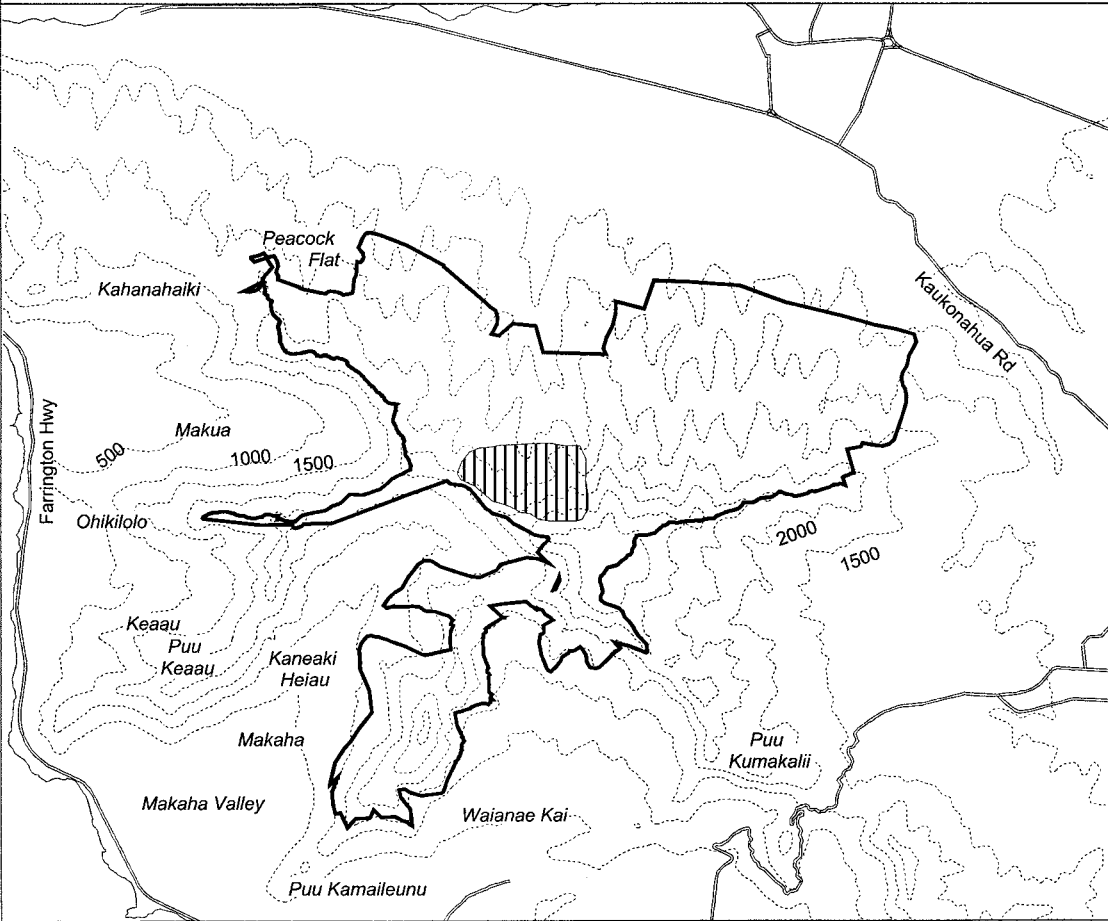 Peacock
Flat
Kahanahaiki
Kaukonahua Rd
Farrington Hwy
Makua
500
1000
1500
Ohikilolo
2000
1500
Keaau
Puu
Keaau
Kaneaki
Heiau
Makaha
Puu
Kumakalii
Makaha Valley
Waianae Kai
Puu Kamaileunu